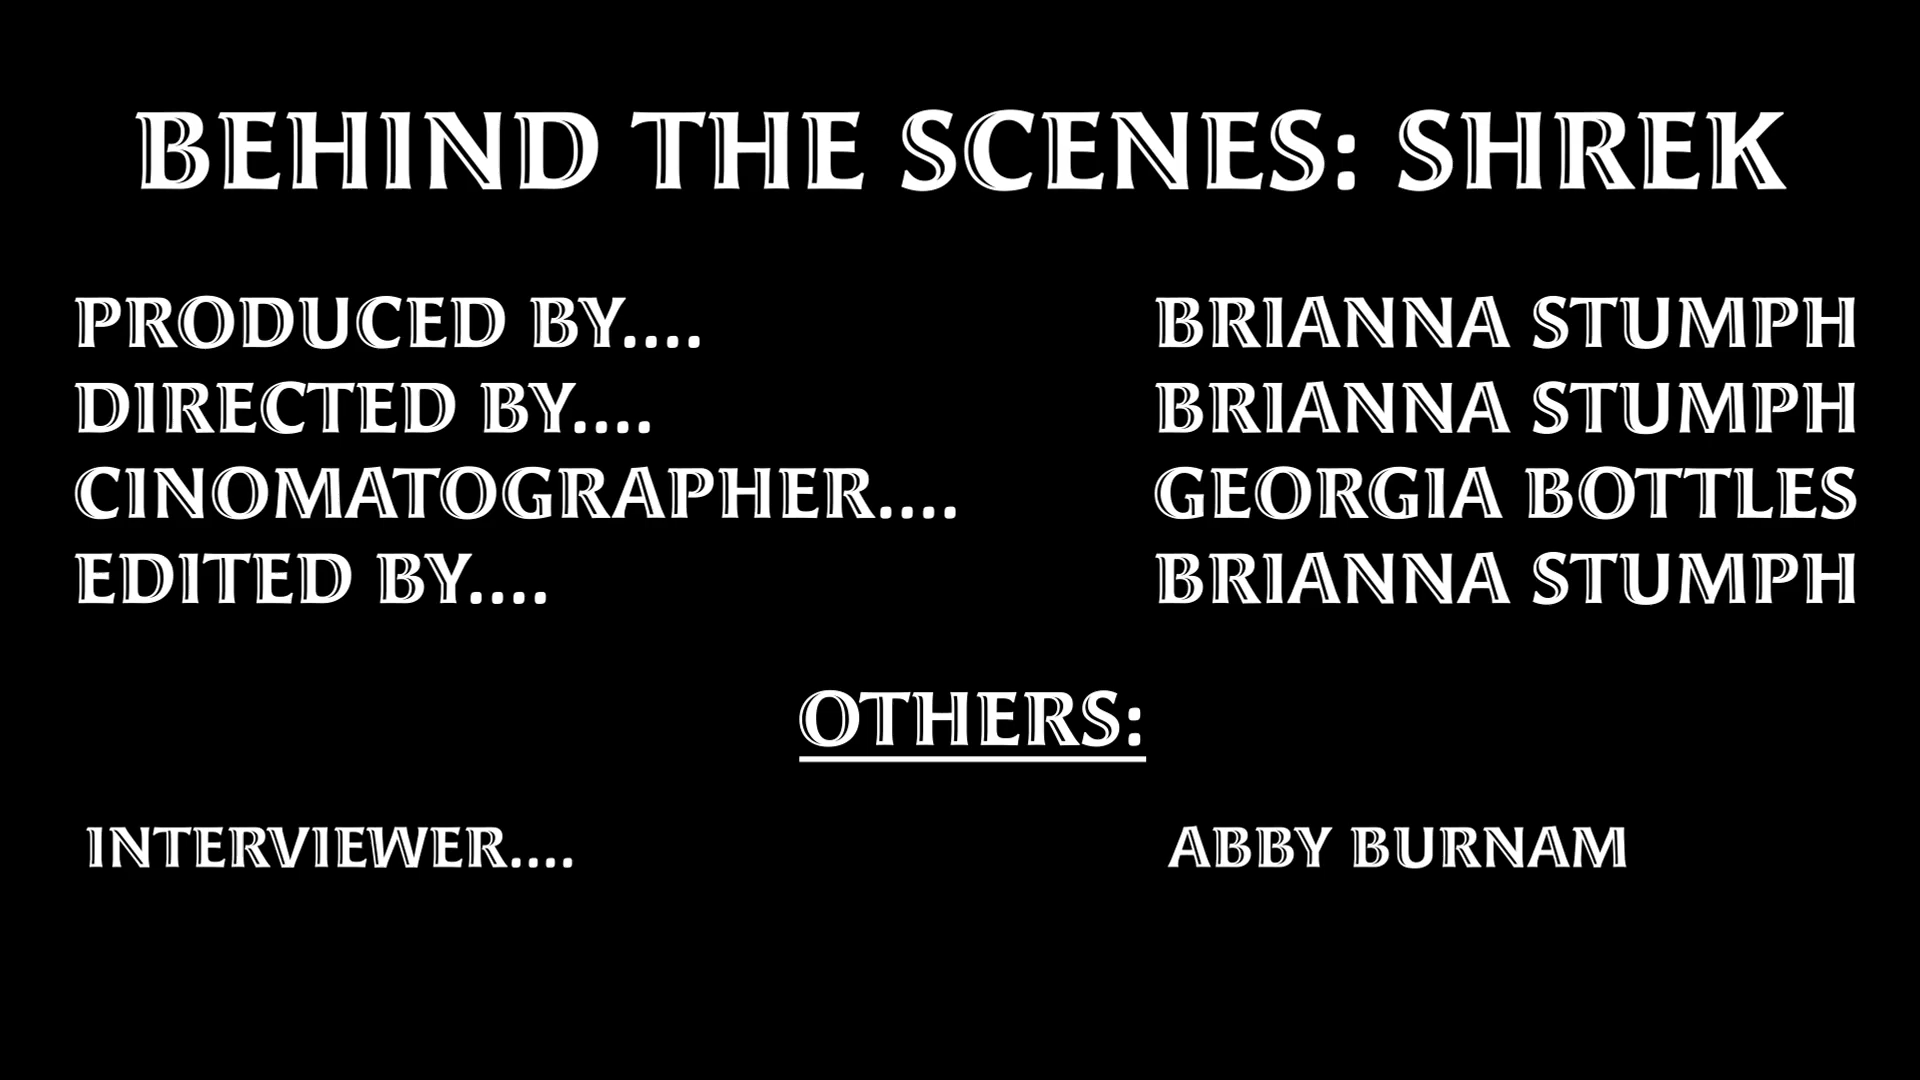 BEHIND THE SCENES: SHREK
PRODUCED BY.... BRIANNA STUMPH
DIRECTED BY.... BRIANNA STUMPH
CINOMATOGRAPHER.... GEORGIA BOTTLES
EDITED BY.... BRIANNA STUMPH
OTHERS:
INTERVIEWER.... ABBY BURNAM